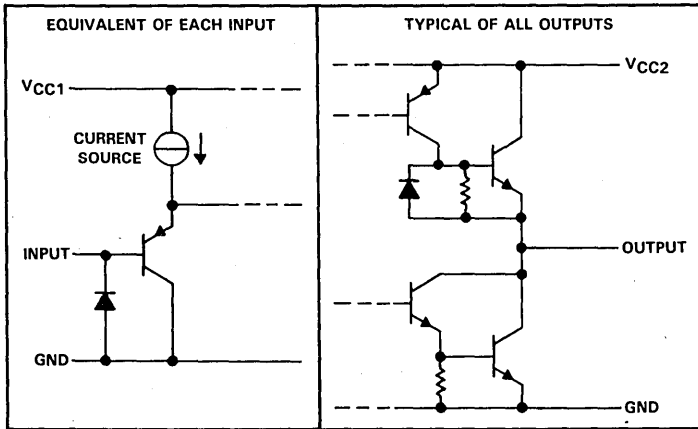 EQUIVALENT OF EACH INPUT
VCC1
CURRENT
SOURCE
INPUT
GND
TYPICAL OF ALL OUTPUTS
VCC2
OUTPUT
GND